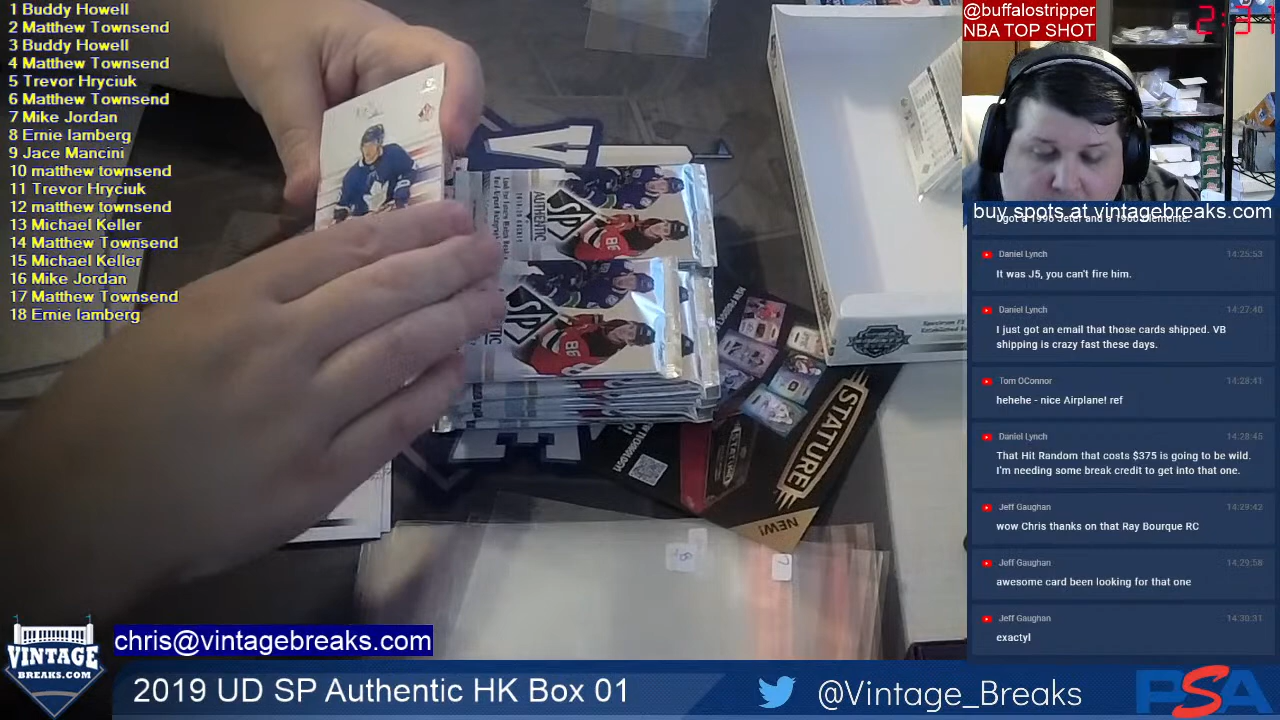 1 Buddy Howell
2 Matthew Townsend
3 Buddy Howell
4 Matthew Townsend
5 Trevor Hryciuk
6 Matthew Townsend
7 Mike Jordan
8 Ernie Iamberg
9 Jace Mancini
10 matthew townsend
11 Trevor Hryciuk
12 matthew townsend
13 Michael Keller
14 Matthew Townsend
15 Michael Keller
16 Mike Jordan
17 Matthew Townsend
18 Ernie Iamberg
@buffalostripper
NBA TOP SHOT
2:31
buy spots at vintagebreaks.com
Daniel Lynch 14:25:53
It was J5, you can't fire him.
Daniel Lynch 14:27:40
I just got an email that those cards shipped. VB
shipping is crazy fast these days.
Tom OConnor 14:28:41
hehehe - nice Airplane! ref
Daniel Lynch 14:28:45
That Hit Random that costs $375 is going to be wild.
I'm needing some break credit to get into that one.
Jeff Gaughan 14:29:42
wow Chris thanks on that Ray Bourque RC
Jeff Gaughan 14:29:58
awesome card been looking for that one
Jeff Gaughan 14:30:31
exactyl
AUTHENTIC
SP
SP
STATURE
STATURE
NEW!
7
VINTAGE
BREAKS.COM
chris@vintagebreaks.com
2019 UD SP Authentic HK Box 01
@Vintage_Breaks
PSA